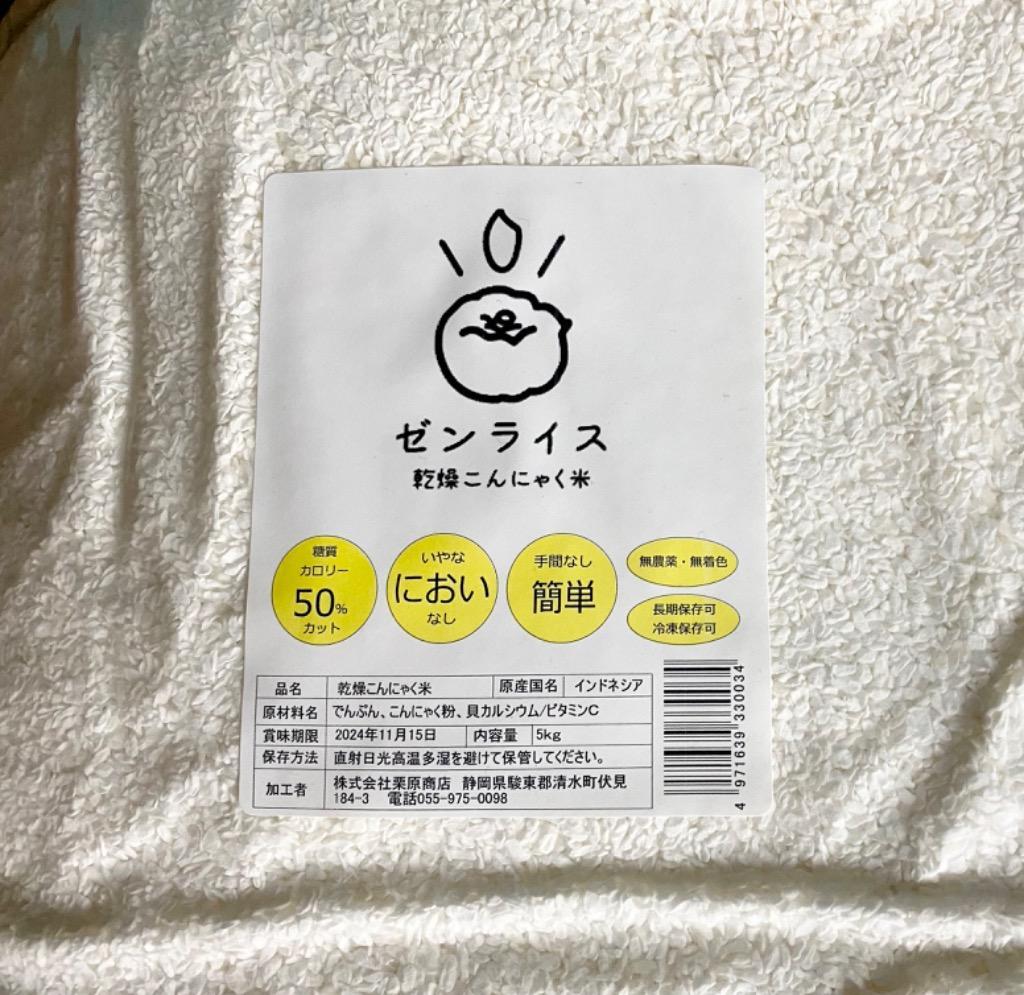 ゼンライス
乾燥こんにゃく米
糖質
カロリー
50%
カット
いやな
におい
なし
手間なし
簡単
無農薬・無着色
長期保存可
冷凍保存可
品名 乾燥こんにゃく米 原産国名 インドネシア
原材料名 でんぷん、こんにゃく粉、貝カルシウム/ビタミンC
賞味期限 2024年11月15日 内容量 5kg
保存方法 直射日光高温多湿を避けて保管してください。
加工者 株式会社栗原商店 静岡県駿東郡清水町伏見
184-3 電話055-975-0098
4 971639 330034